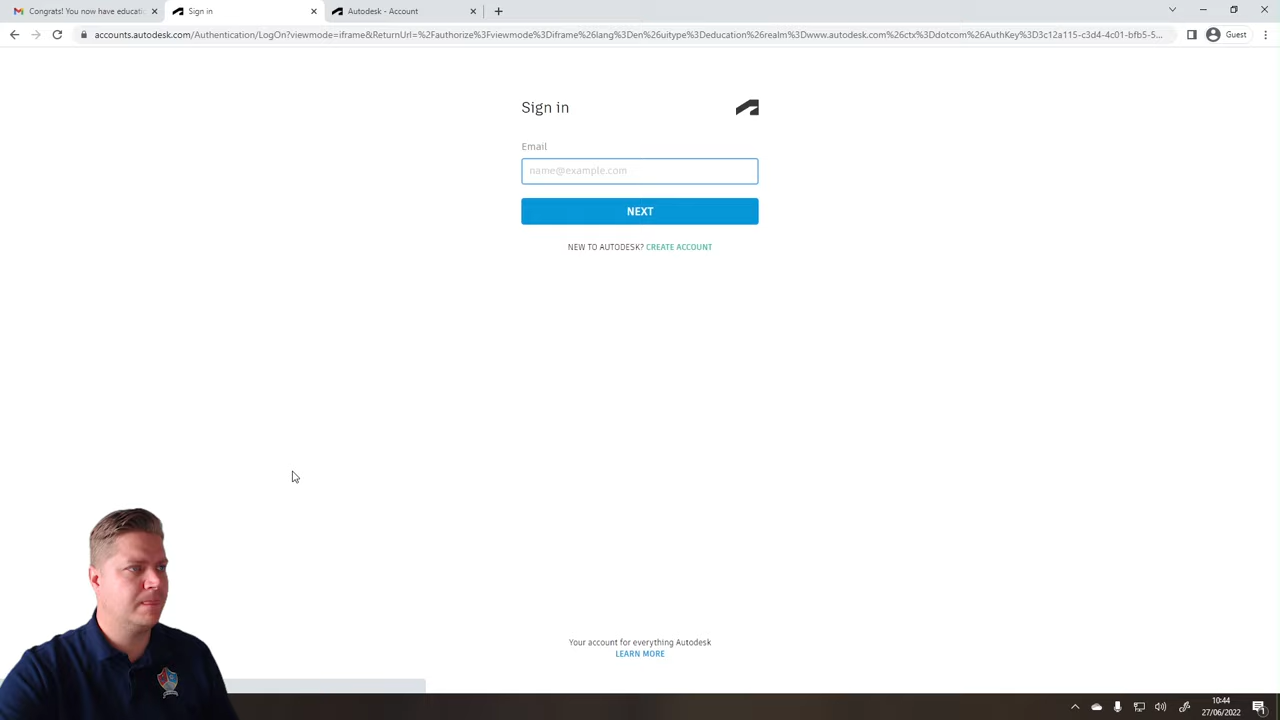 Congrats! You now have educati
Sign in
Autodesk - Account
accounts.autodesk.com/Authentication/LogOn?viewmode=iframe&ReturnUrl=%2Fauthorize%3Fviewmode%3Diframe%26lang%3Den%26uitype%3Deducation%26realm%3Dwww.autodesk.com%26ctx%3Ddotcom%26AuthKey%3D3c12a115-c3d4-4c01-bfb5-5...
Guest
Sign in
Email
name@example.com
NEXT
NEW TO AUTODESK? CREATE ACCOUNT
Your account for everything Autodesk
LEARN MORE
10:44
27/06/2022